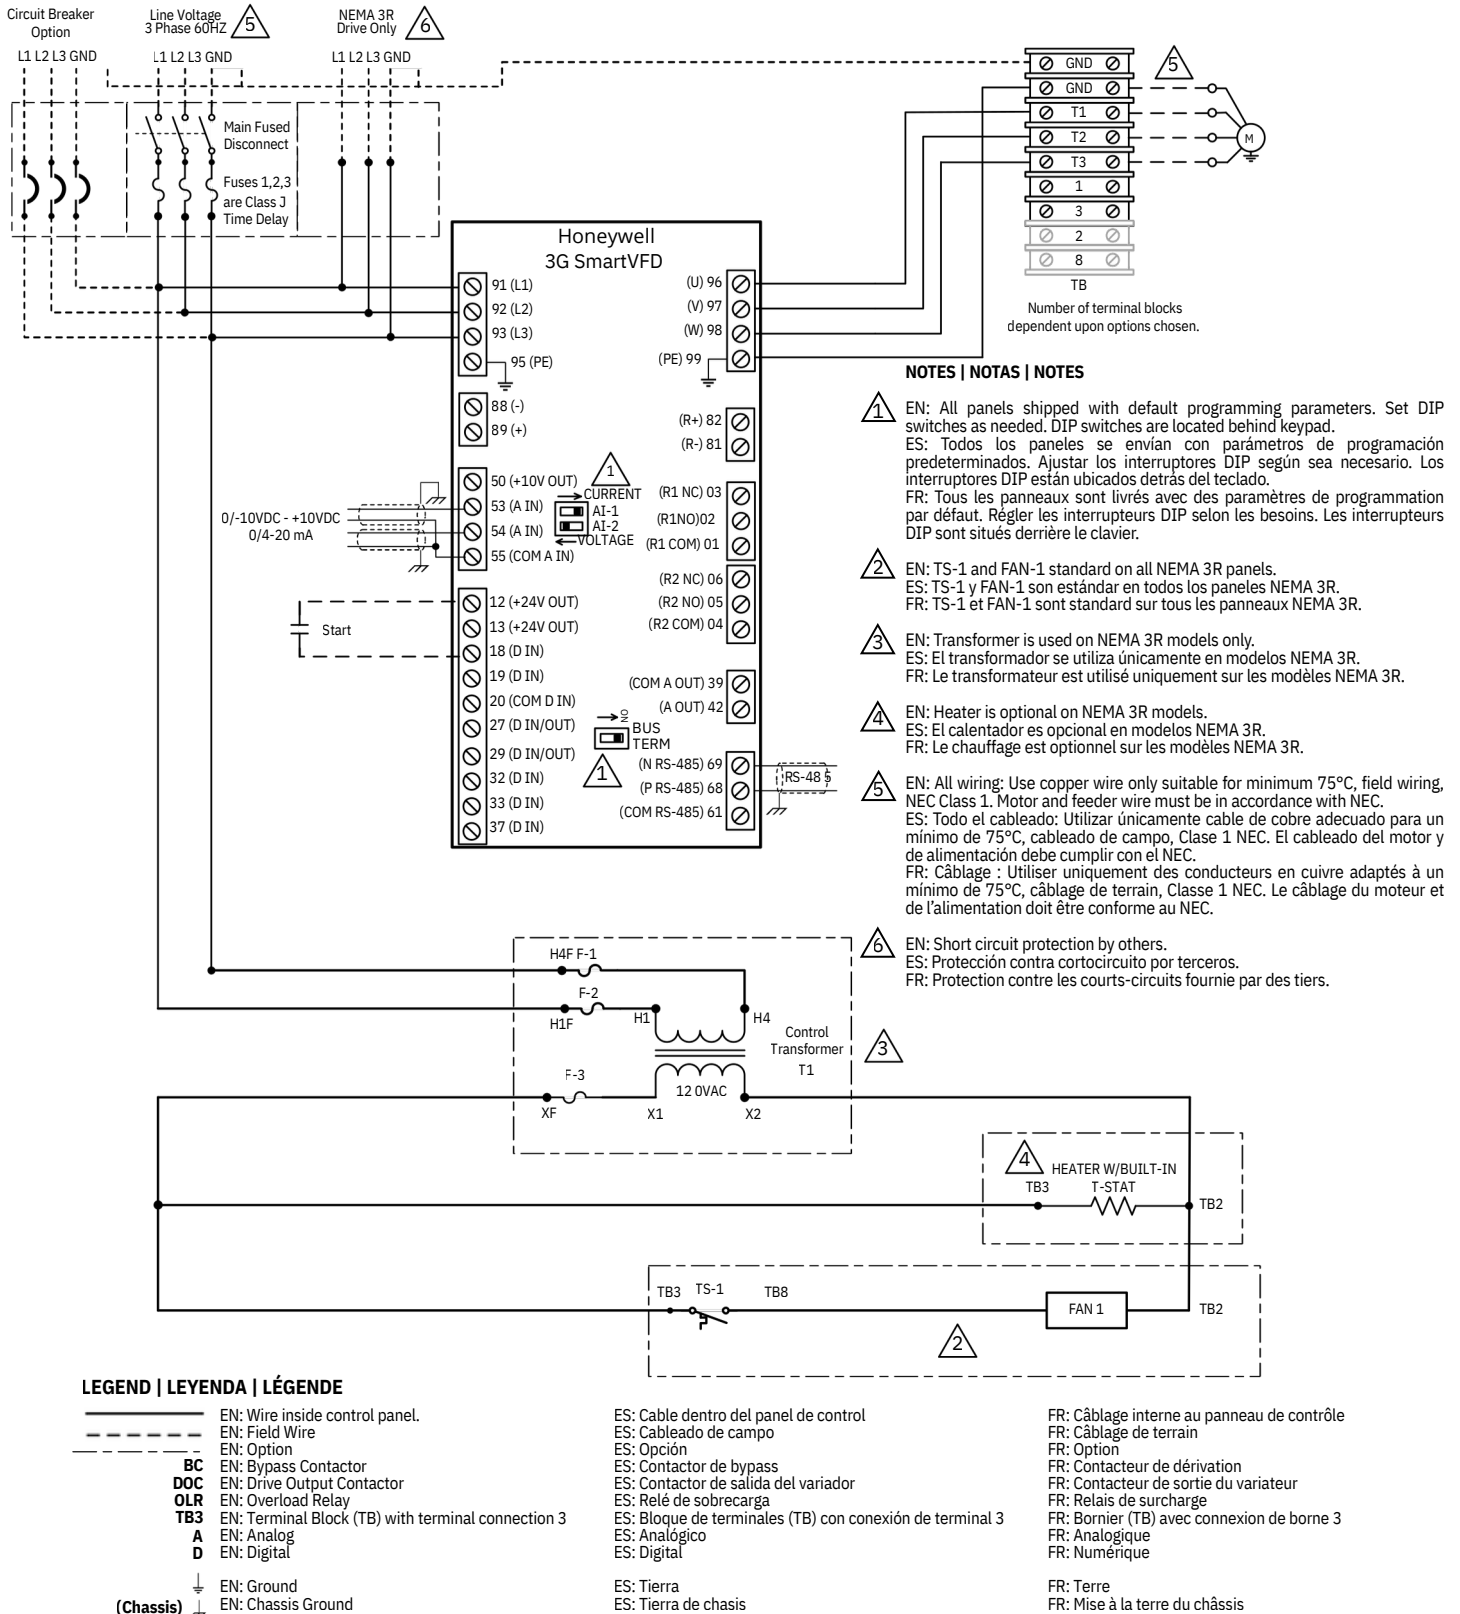 Circuit Breaker
Option
L1 L2 L3 GND
Line Voltage
3 Phase 60HZ
5
L1 L2 L3 GND
NEMA 3R
Drive Only
6
L1 L2 L3 GND
Main Fused
Disconnect
Fuses 1,2,3
are Class J
Time Delay
GND
GND
T1
T2
T3
1
3
2
8
TB
5
M
Number of terminal blocks
dependent upon options chosen.
Honeywell
3G SmartVFD
91 (L1)
92 (L2)
93 (L3)
95 (PE)
88 (-)
89 (+)
50 (+10V OUT)
53 (A IN)
54 (A IN)
55 (COM A IN)
12 (+24V OUT)
13 (+24V OUT)
18 (D IN)
19 (D IN)
20 (COM D IN)
27 (D IN/OUT)
29 (D IN/OUT)
32 (D IN)
33 (D IN)
37 (D IN)
(U) 96
(V) 97
(W) 98
(PE) 99
(R+) 82
(R-) 81
(R1 NC) 03
(R1NO)02
(R1 COM) 01
(R2 NC) 06
(R2 NO) 05
(R2 COM) 04
(COM A OUT) 39
(A OUT) 42
(N RS-485) 69
(P RS-485) 68
(COM RS-485) 61
1
CURRENT
AI-1
AI-2
VOLTAGE
ON
BUS
TERM
1
0/-10VDC - +10VDC
0/4-20 mA
Start
RS-48 5
NOTES | NOTAS | NOTES
1
EN: All panels shipped with default programming parameters. Set DIP
switches as needed. DIP switches are located behind keypad.
ES: Todos los paneles se envían con parámetros de programación
predeterminados. Ajustar los interruptores DIP según sea necesario. Los
interruptores DIP están ubicados detrás del teclado.
FR: Tous les panneaux sont livrés avec des paramètres de programmation
par défaut. Régler les interrupteurs DIP selon les besoins. Les interrupteurs
DIP sont situés derrière le clavier.
2
EN: TS-1 and FAN-1 standard on all NEMA 3R panels.
ES: TS-1 y FAN-1 son estándar en todos los paneles NEMA 3R.
FR: TS-1 et FAN-1 sont standard sur tous les panneaux NEMA 3R.
3
EN: Transformer is used on NEMA 3R models only.
ES: El transformador se utiliza únicamente en modelos NEMA 3R.
FR: Le transformateur est utilisé uniquement sur les modèles NEMA 3R.
4
EN: Heater is optional on NEMA 3R models.
ES: El calentador es opcional en modelos NEMA 3R.
FR: Le chauffage est optionnel sur les modèles NEMA 3R.
5
EN: All wiring: Use copper wire only suitable for minimum 75°C, field wiring,
NEC Class 1. Motor and feeder wire must be in accordance with NEC.
ES: Todo el cableado: Utilizar únicamente cable de cobre adecuado para un
mínimo de 75°C, cableado de campo, Clase 1 NEC. El cableado del motor y
de alimentación debe cumplir con el NEC.
FR: Câblage : Utiliser uniquement des conducteurs en cuivre adaptés à un
mínimo de 75°C, câblage de terrain, Classe 1 NEC. Le câblage du moteur et
de l'alimentation doit être conforme au NEC.
6
EN: Short circuit protection by others.
ES: Protección contra cortocircuito por terceros.
FR: Protection contre les courts-circuits fournie par des tiers.
H4F F-1
F-2
H1F
H1
H4
Control
Transformer
T1
3
F-3
12 0VAC
XF
X1
X2
4
HEATER W/BUILT-IN
T-STAT
TB3
TB2
TB3
TS-1
TB8
FAN 1
TB2
2
LEGEND | LEYENDA | LÉGENDE
EN: Wire inside control panel.
ES: Cable dentro del panel de control
FR: Câblage interne au panneau de contrôle
EN: Field Wire
ES: Cableado de campo
FR: Câblage de terrain
EN: Option
ES: Opción
FR: Option
BC EN: Bypass Contactor
ES: Contactor de bypass
FR: Contacteur de dérivation
DOC EN: Drive Output Contactor
ES: Contactor de salida del variador
FR: Contacteur de sortie du variateur
OLR EN: Overload Relay
ES: Relé de sobrecarga
FR: Relais de surcharge
TB3 EN: Terminal Block (TB) with terminal connection 3
ES: Bloque de terminales (TB) con conexión de terminal 3
FR: Bornier (TB) avec connexion de borne 3
A EN: Analog
ES: Analógico
FR: Analogique
D EN: Digital
ES: Digital
FR: Numérique
EN: Ground
ES: Tierra
FR: Terre
(Chassis) EN: Chassis Ground
ES: Tierra de chasis
FR: Mise à la terre du châssis